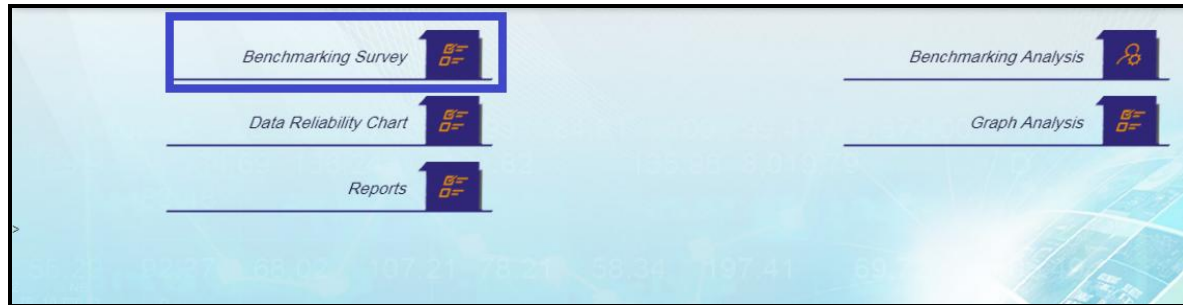 Benchmarking Survey
Benchmarking Analysis
Data Reliability Chart
Graph Analysis
Reports
>